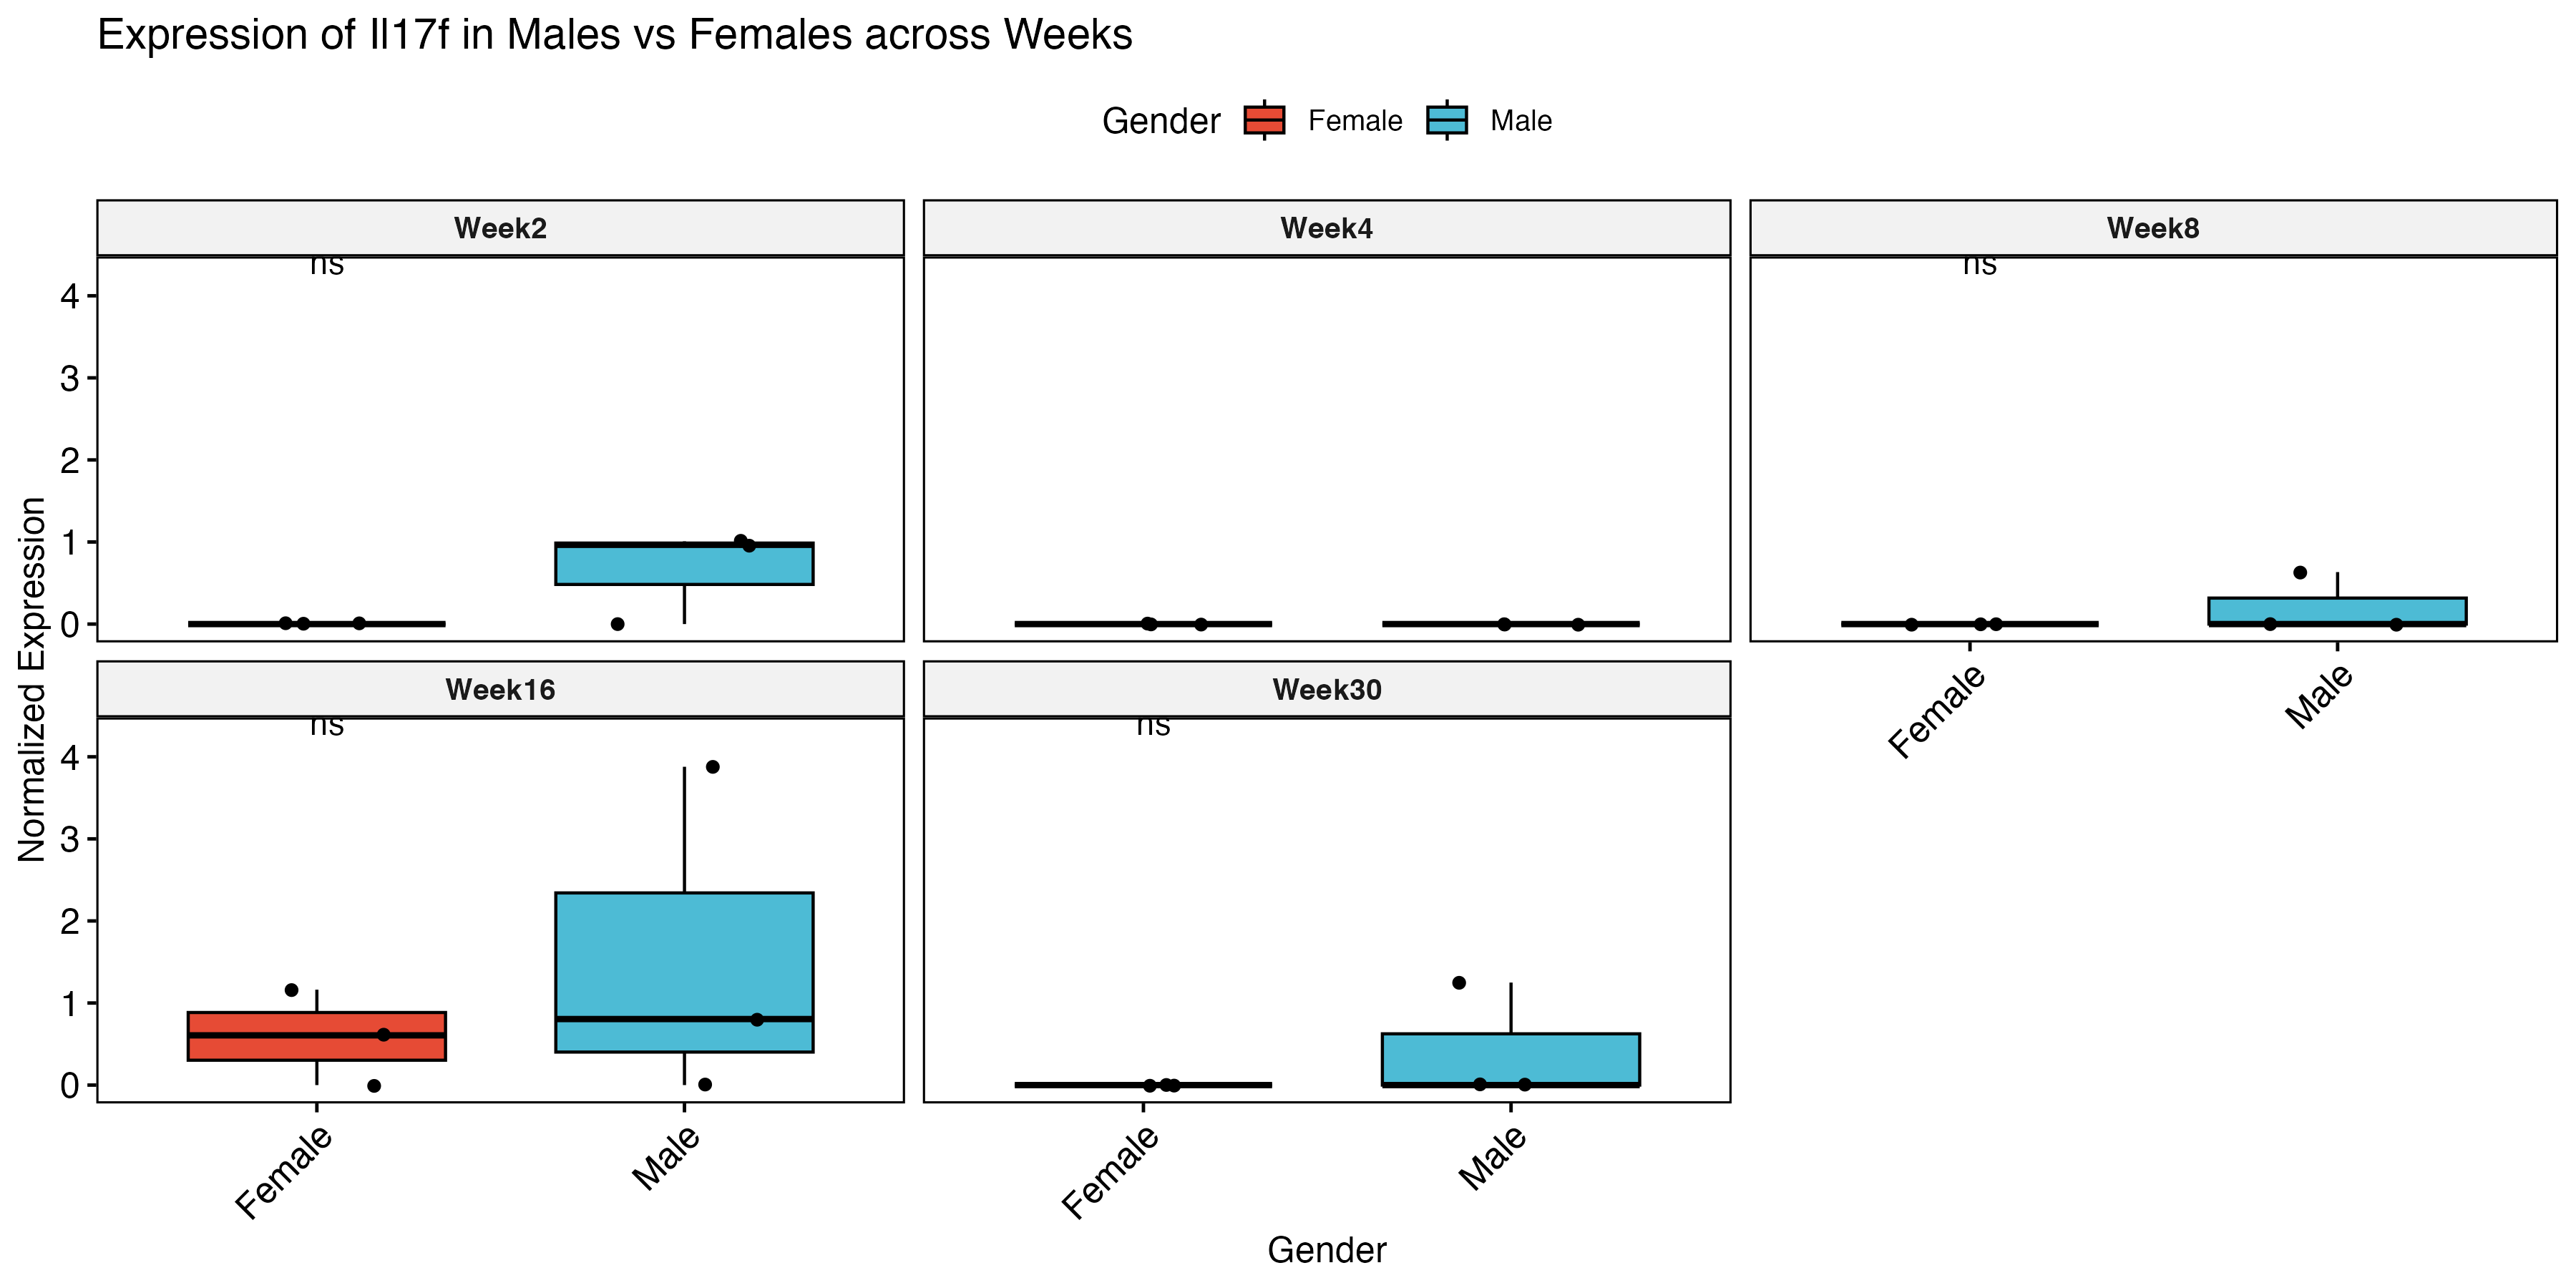 Expression of Il17f in Males vs Females across Weeks
Gender Female Male
Week2 Week4 Week8
ns ns
4
3
2
1
0
Normalized Expression
Female Male
Week16 Week30
ns ns
4
3
2
1
0
Female Male Female Male
Gender